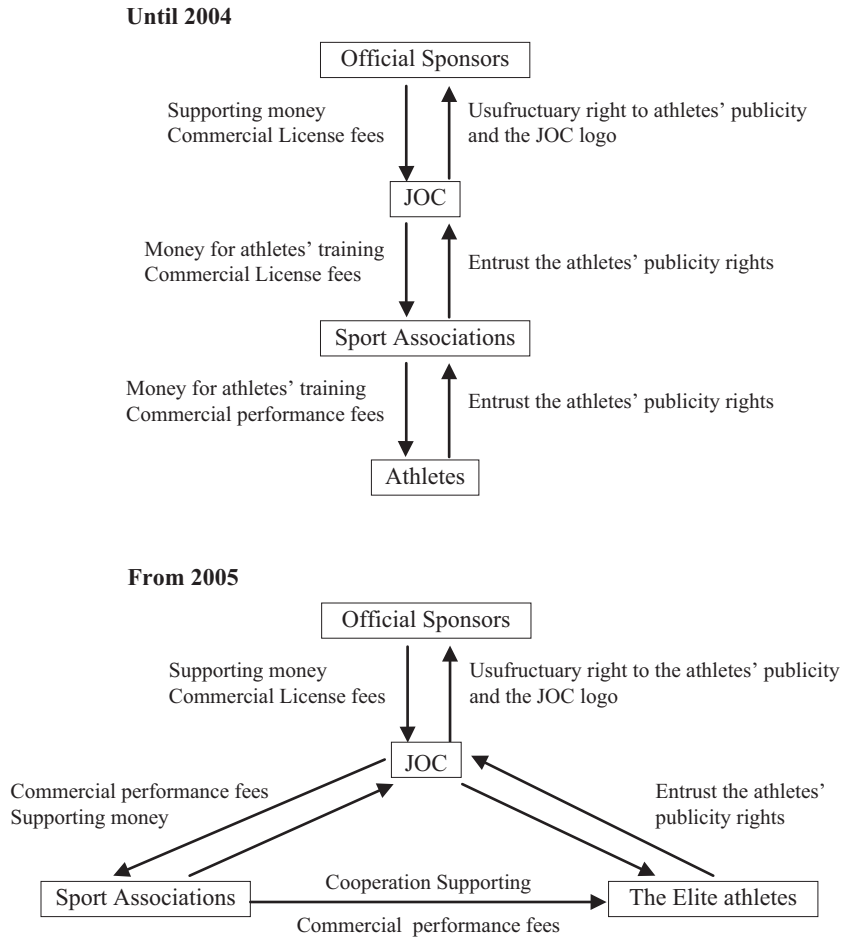 Until 2004
Official Sponsors
Supporting money
Commercial License fees
Usufructuary right to athletes’ publicity
and the JOC logo
JOC
Money for athletes’ training
Commercial License fees
Entrust the athletes’ publicity rights
Sport Associations
Money for athletes’ training
Commercial performance fees
Entrust the athletes’ publicity rights
Athletes
From 2005
Official Sponsors
Supporting money
Commercial License fees
Usufructuary right to the athletes’ publicity
and the JOC logo
JOC
Commercial performance fees
Supporting money
Entrust the athletes’
publicity rights
Sport Associations
Cooperation Supporting
Commercial performance fees
The Elite athletes